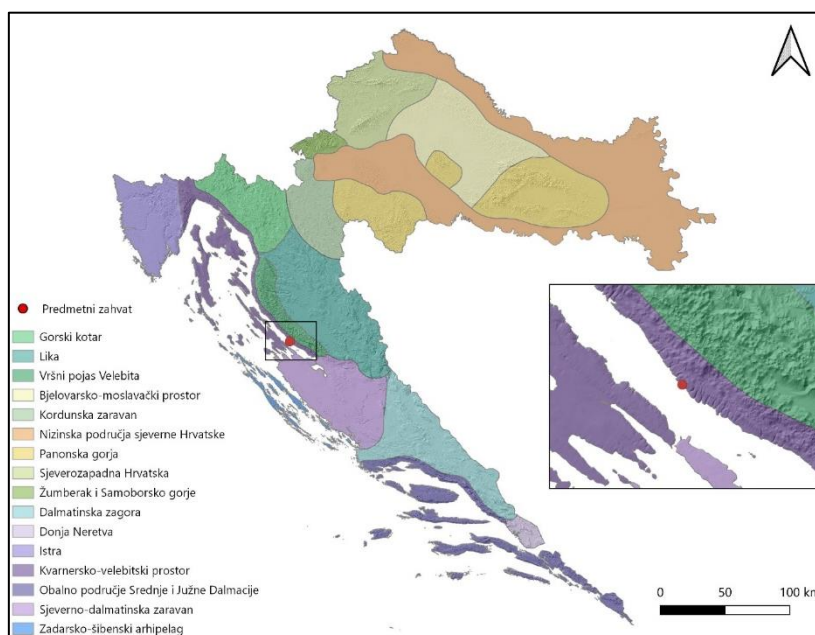 Predmetni zahvat
Gorski kotar
Lika
Vršni pojas Velebita
Bjelovarsko-moslavački prostor
Kordunska zaravan
Nizinska područja sjeverne Hrvatske
Panonska gorja
Sjeverozapadna Hrvatska
Žumberak i Samoborsko gorje
Dalmatinska zagora
Donja Neretva
Istra
Kvarnersko-velebitski prostor
Obalno područje Srednje i Južne Dalmacije
Sjeverno-dalmatinska zaravan
Zadarsko-šibenski arhipelag
0 50 100 km